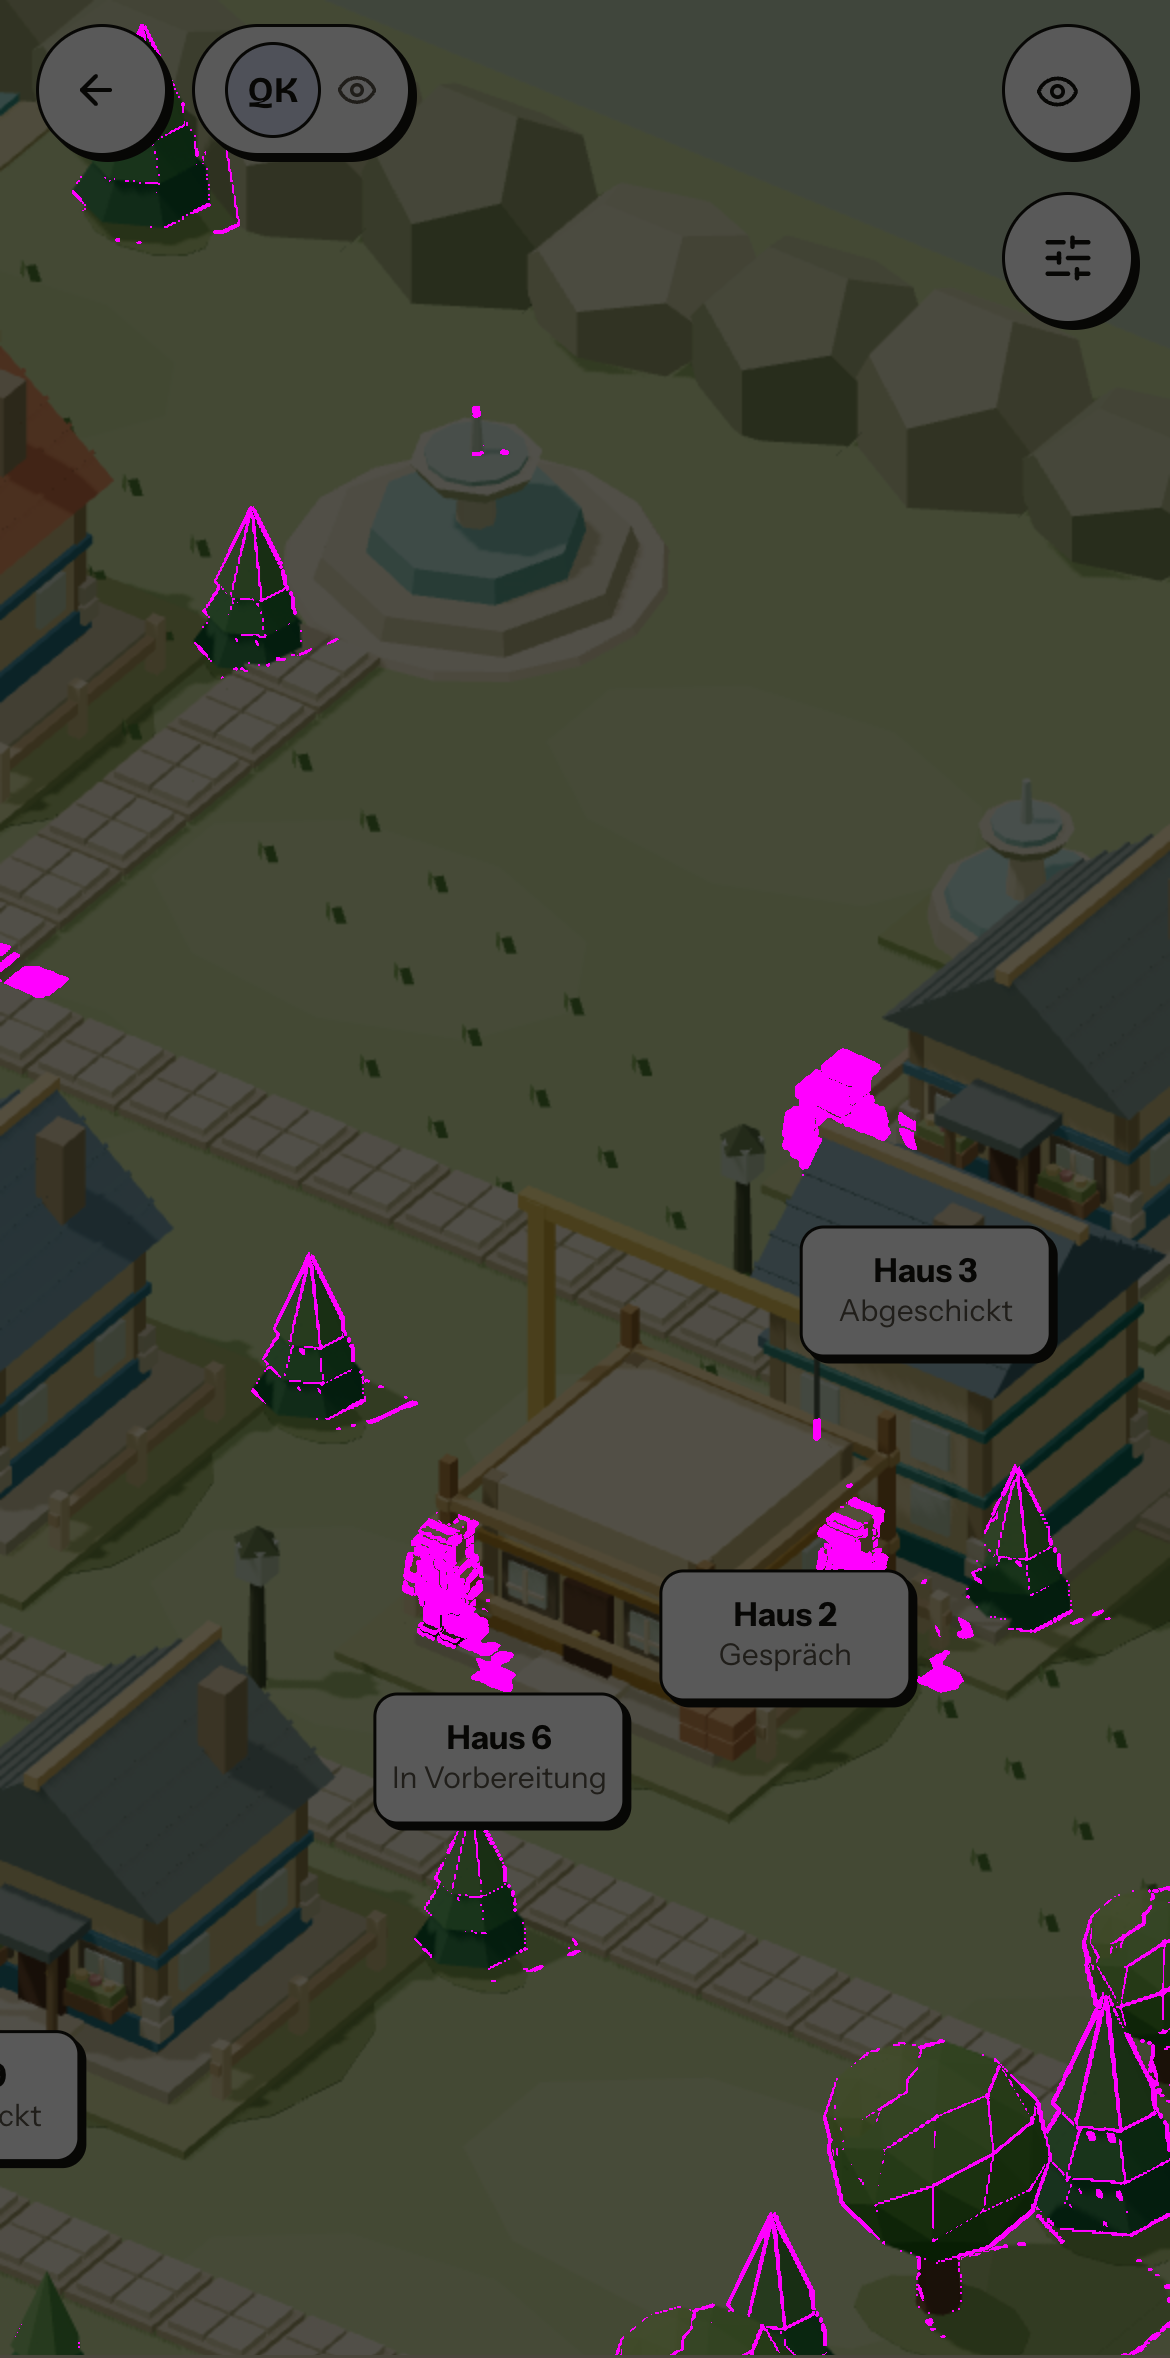 QK
Haus 3
Abgeschickt
Haus 2
Gespräch
Haus 6
In Vorbereitung
ckt